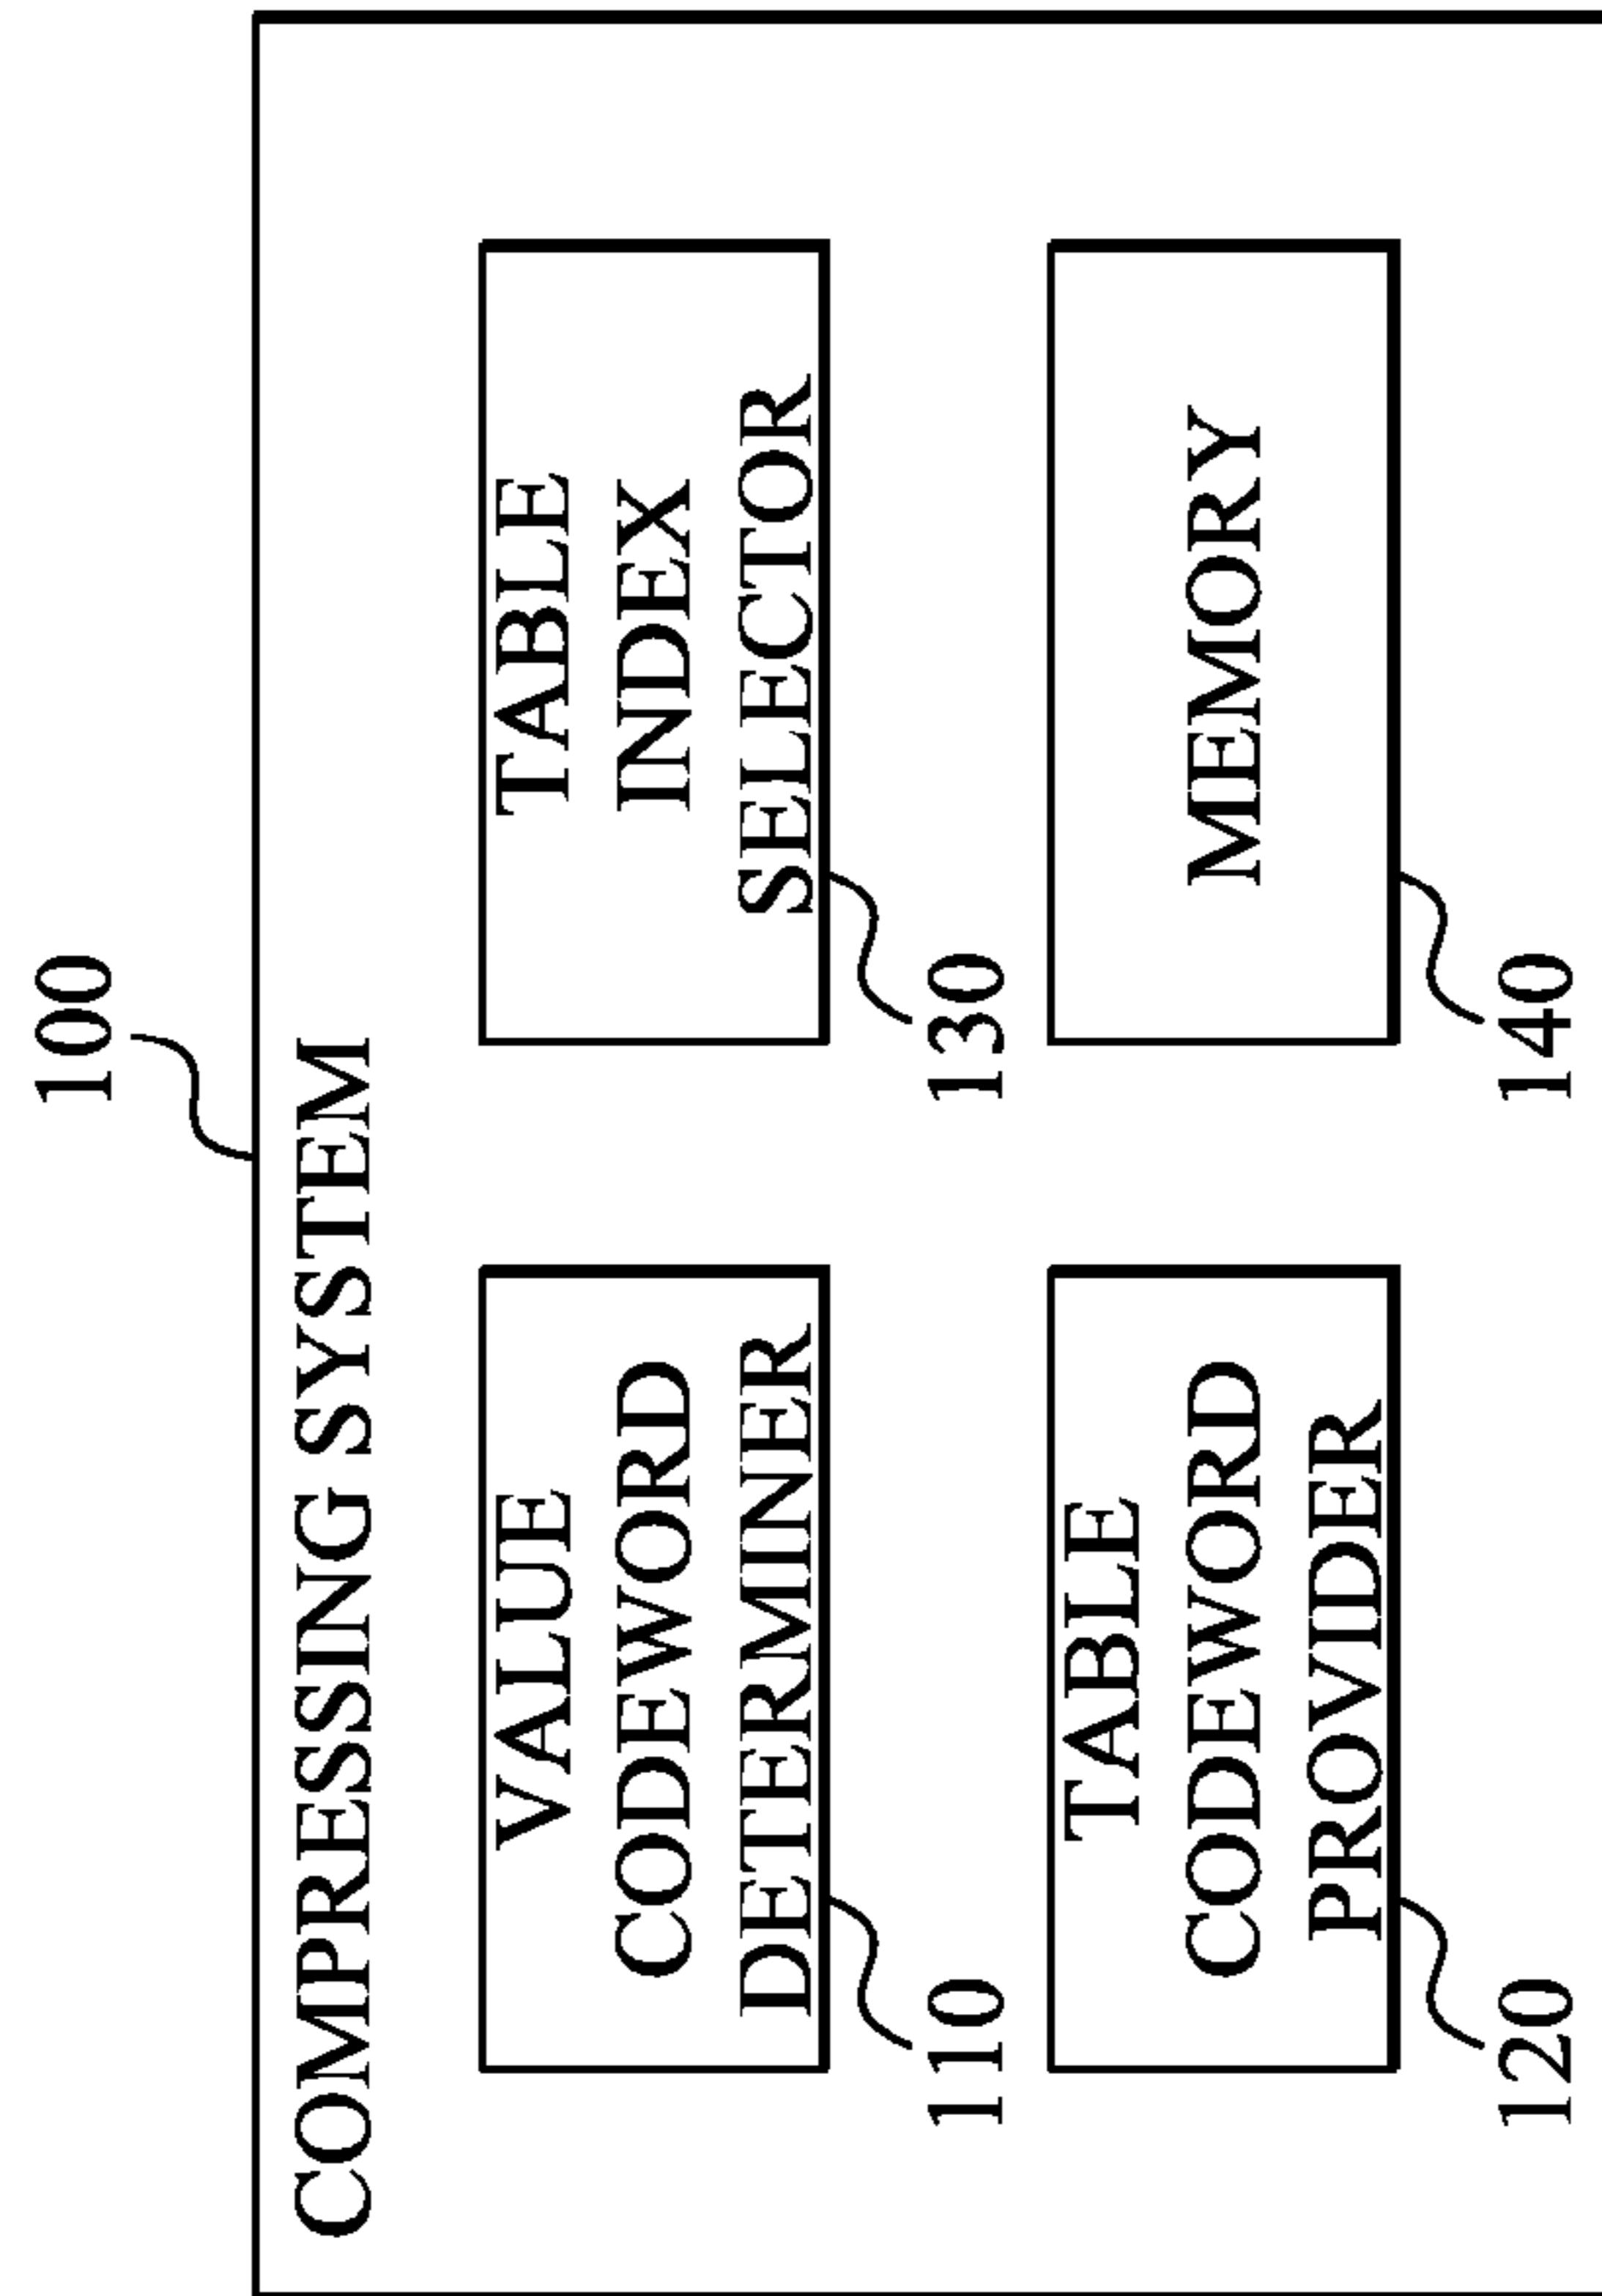 100
COMPRESSING SYSTEM
VALUE
CODEWORD
DETERMINER
110
TABLE
INDEX
SELECTOR
130
TABLE
CODEWORD
PROVIDER
120
MEMORY
140